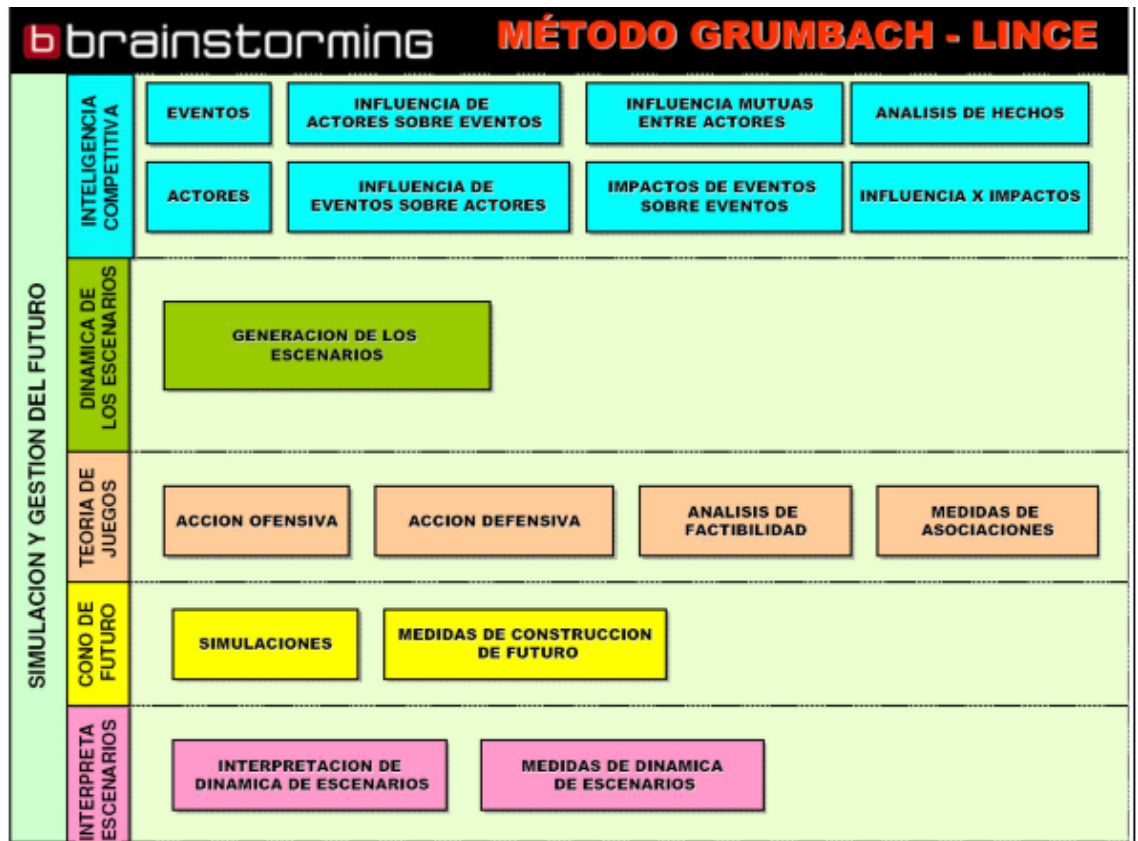 b brainstorming MÉTODO GRUMBACH - LINCE
SIMULACION Y GESTION DEL FUTURO
INTELIGENCIA
COMPETITIVA
EVENTOS
INFLUENCIA DE
ACTORES SOBRE EVENTOS
INFLUENCIA MUTUAS
ENTRE ACTORES
ANALISIS DE HECHOS
ACTORES
INFLUENCIA DE
EVENTOS SOBRE ACTORES
IMPACTOS DE EVENTOS
SOBRE EVENTOS
INFLUENCIA X IMPACTOS
DINAMICA DE
LOS ESCENARIOS
GENERACION DE LOS
ESCENARIOS
TEORIA DE
JUEGOS
ACCION OFENSIVA
ACCION DEFENSIVA
ANALISIS DE
FACTIBILIDAD
MEDIDAS DE
ASOCIACIONES
CONO DE
FUTURO
SIMULACIONES
MEDIDAS DE CONSTRUCCION
DE FUTURO
INTERPRETA
ESCENARIOS
INTERPRETACION DE
DINAMICA DE ESCENARIOS
MEDIDAS DE DINAMICA
DE ESCENARIOS